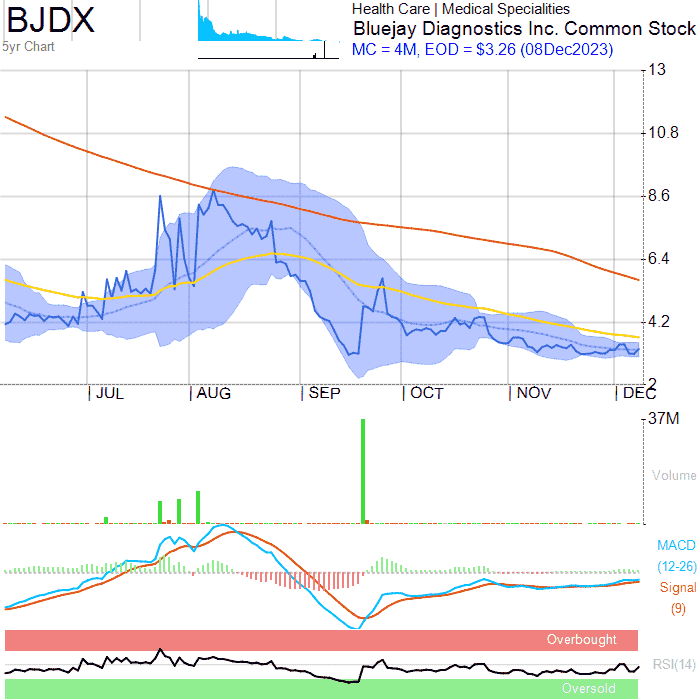 BJDX
5yr Chart
Health Care | Medical Specialities
Bluejay Diagnostics Inc. Common Stock
MC = 4M, EOD = $3.26 (08Dec2023)
13
10.8
8.6
6.4
4.2
2
JUL AUG SEP OCT NOV DEC
37M
Volume
MACD
(12-26)
Signal
(9)
Overbought
RSI(14)
Oversold